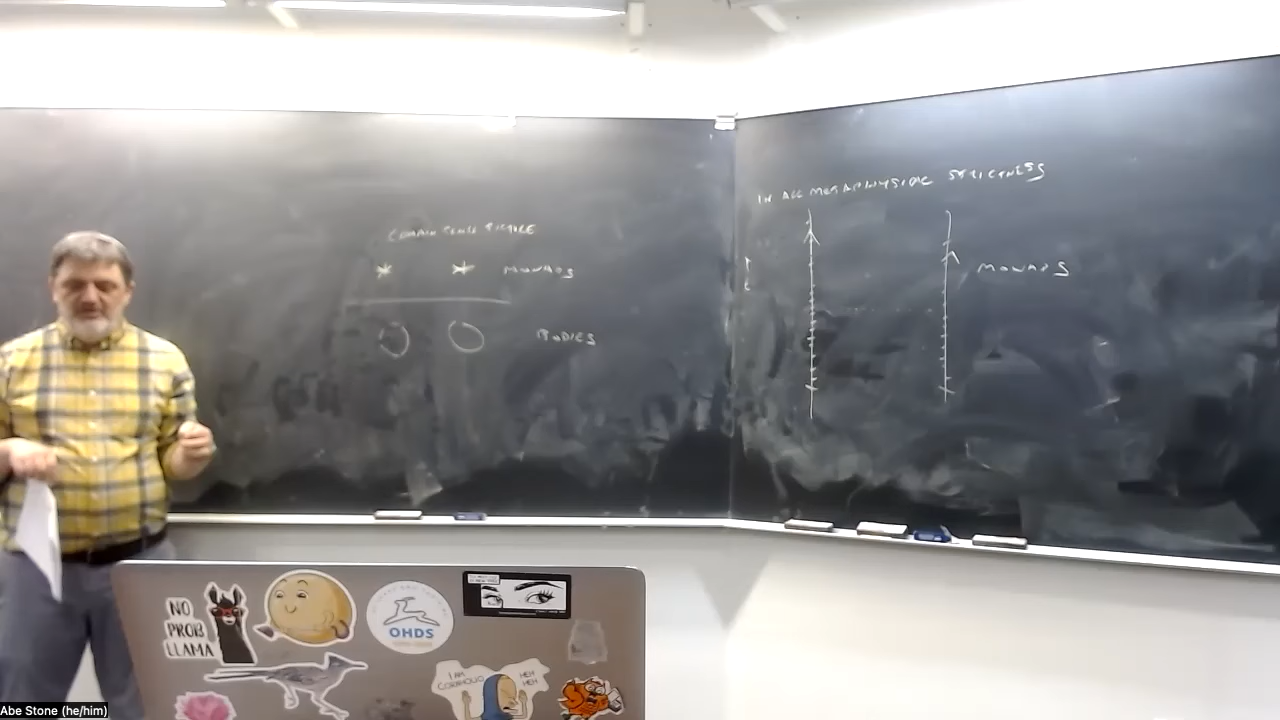 COMMON SENSE PICTURE
MONADS
BODIES
IN ALL METAPHYSICAL STRICTNESS
MONADS
NO
PROB
LLAMA
OHDS
I AM
CORNHOLIO
HEH
HEH
Abe Stone (he/him)